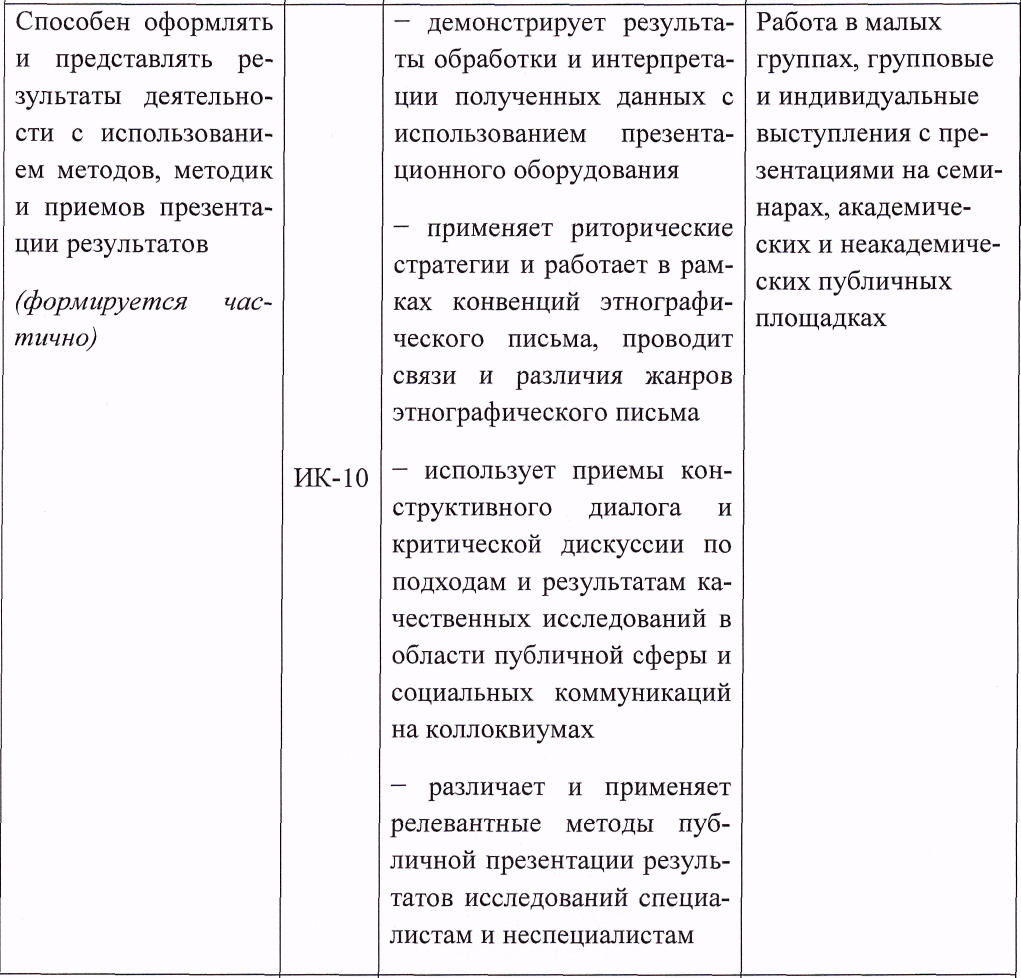 Способен оформлять
и представлять ре-
зультаты деятельно-
сти с использовани-
ем методов, методик
и приемов презента-
ции результатов
(формируется час-
тично)
ИК-10
− демонстрирует результа-
ты обработки и интерпрета-
ции полученных данных с
использованием презента-
ционного оборудования
− применяет риторические
стратегии и работает в рам-
ках конвенций этнографи-
ческого письма, проводит
связи и различия жанров
этнографического письма
− использует приемы кон-
структивного диалога и
критической дискуссии по
подходам и результатам ка-
чественных исследований в
области публичной сферы и
социальных коммуникаций
на коллоквиумах
− различает и применяет
релевантные методы пуб-
личной презентации резуль-
татов исследований специа-
листам и неспециалистам
Работа в малых
группах, групповые
и индивидуальные
выступления с пре-
зентациями на семи-
нарах, академиче-
ских и неакадемиче-
ских публичных
площадках